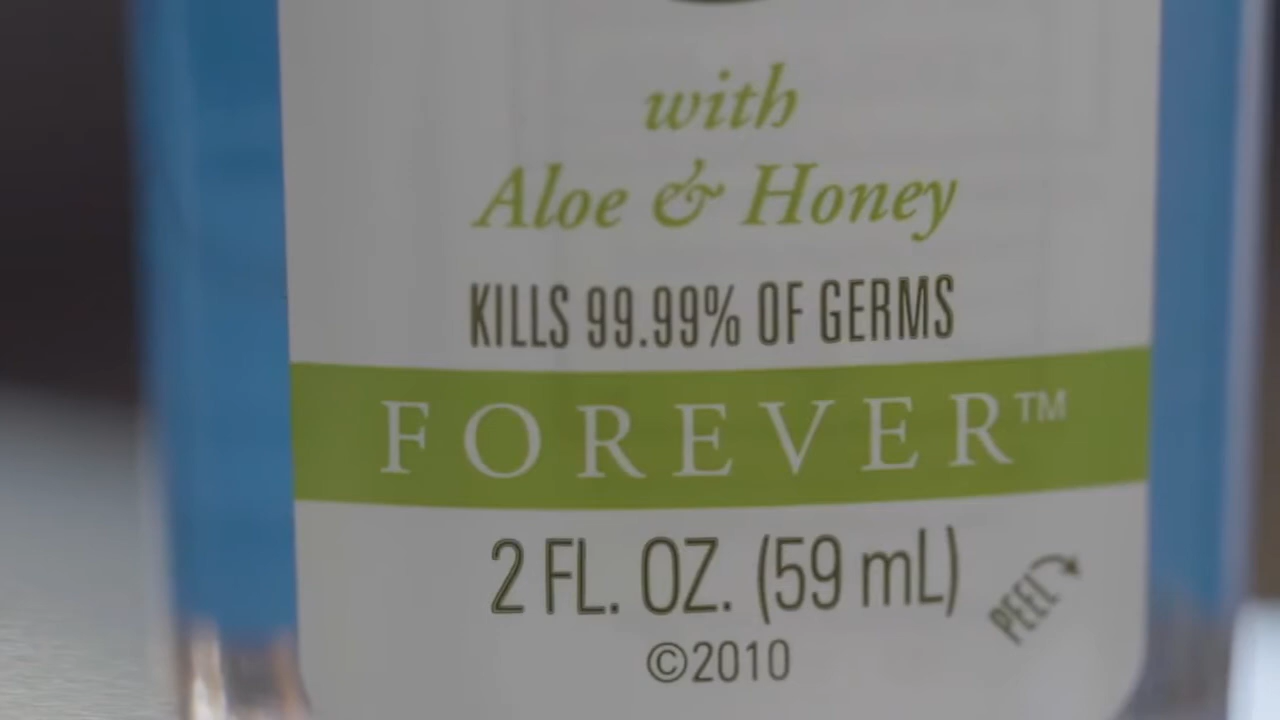 with
Aloe & Honey
KILLS 99.99% OF GERMS
FOREVER™
2 FL. OZ. (59 mL)
PEEL
©2010